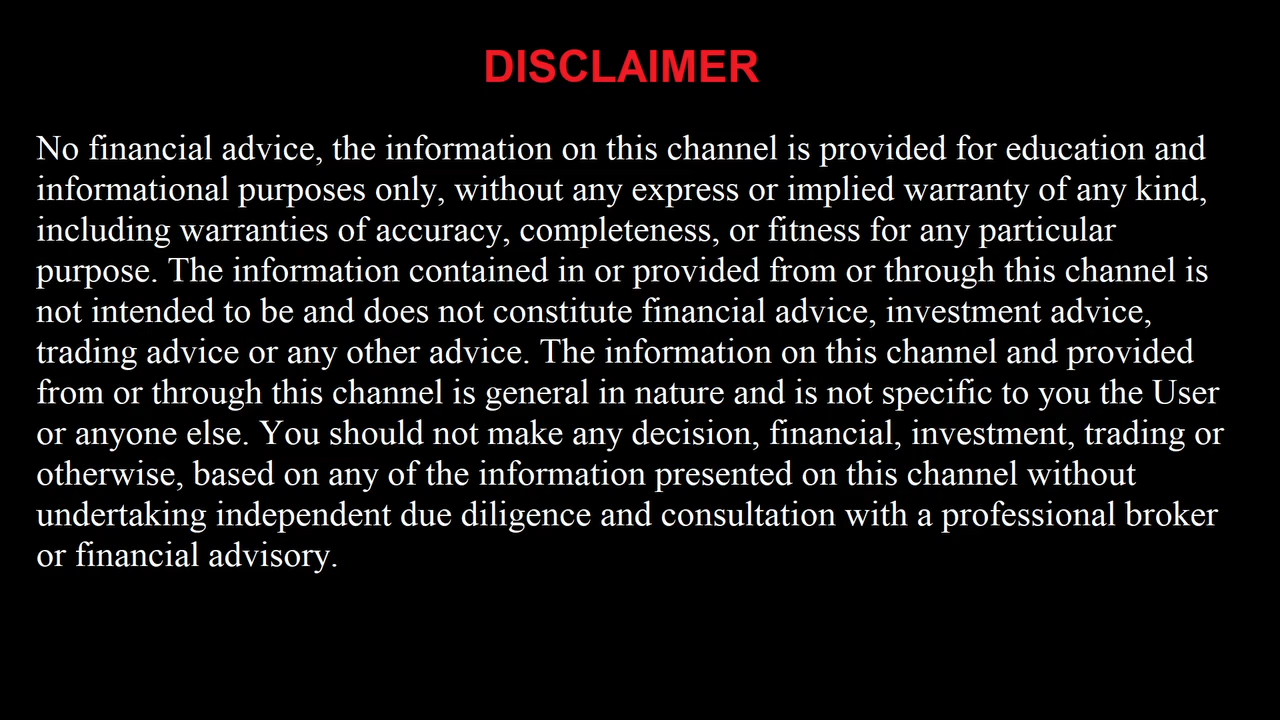 DISCLAIMER
No financial advice, the information on this channel is provided for education and
informational purposes only, without any express or implied warranty of any kind,
including warranties of accuracy, completeness, or fitness for any particular
purpose. The information contained in or provided from or through this channel is
not intended to be and does not constitute financial advice, investment advice,
trading advice or any other advice. The information on this channel and provided
from or through this channel is general in nature and is not specific to you the User
or anyone else. You should not make any decision, financial, investment, trading or
otherwise, based on any of the information presented on this channel without
undertaking independent due diligence and consultation with a professional broker
or financial advisory.